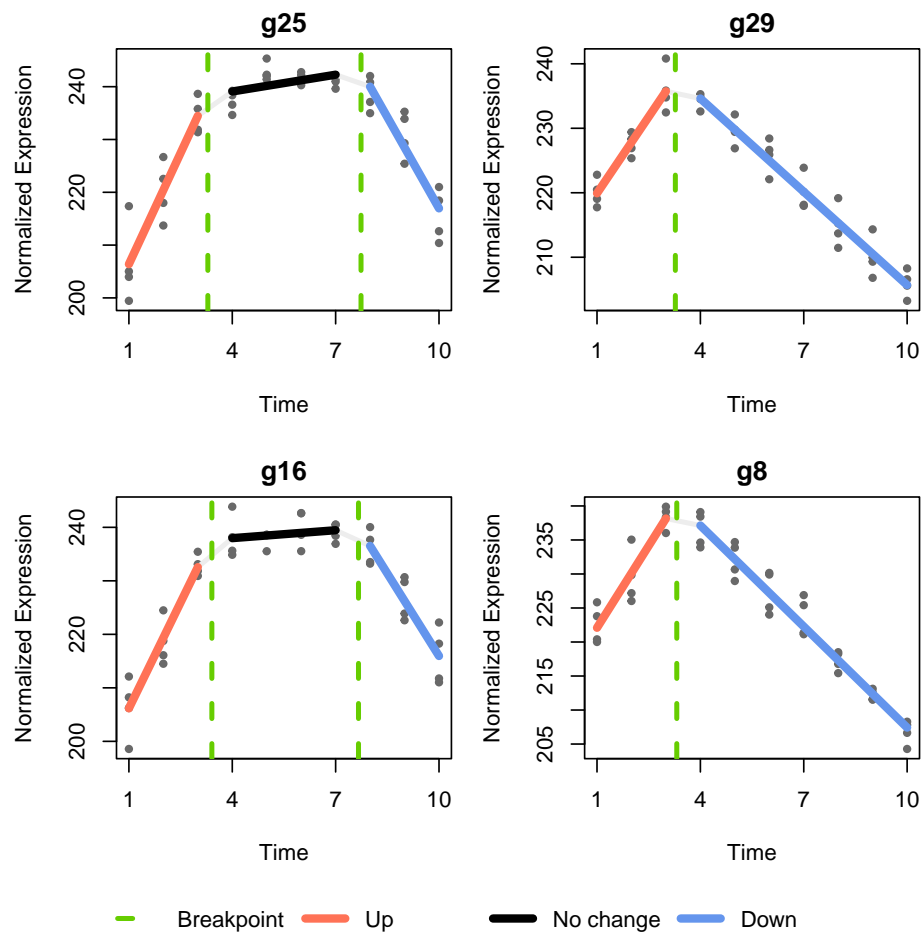 g25
Normalized Expression
200
220
240
1 4 7 10
Time
g29
Normalized Expression
210
220
230
240
1 4 7 10
Time
g16
Normalized Expression
200
220
240
1 4 7 10
Time
g8
Normalized Expression
205
215
225
235
1 4 7 10
Time
Breakpoint Up No change Down